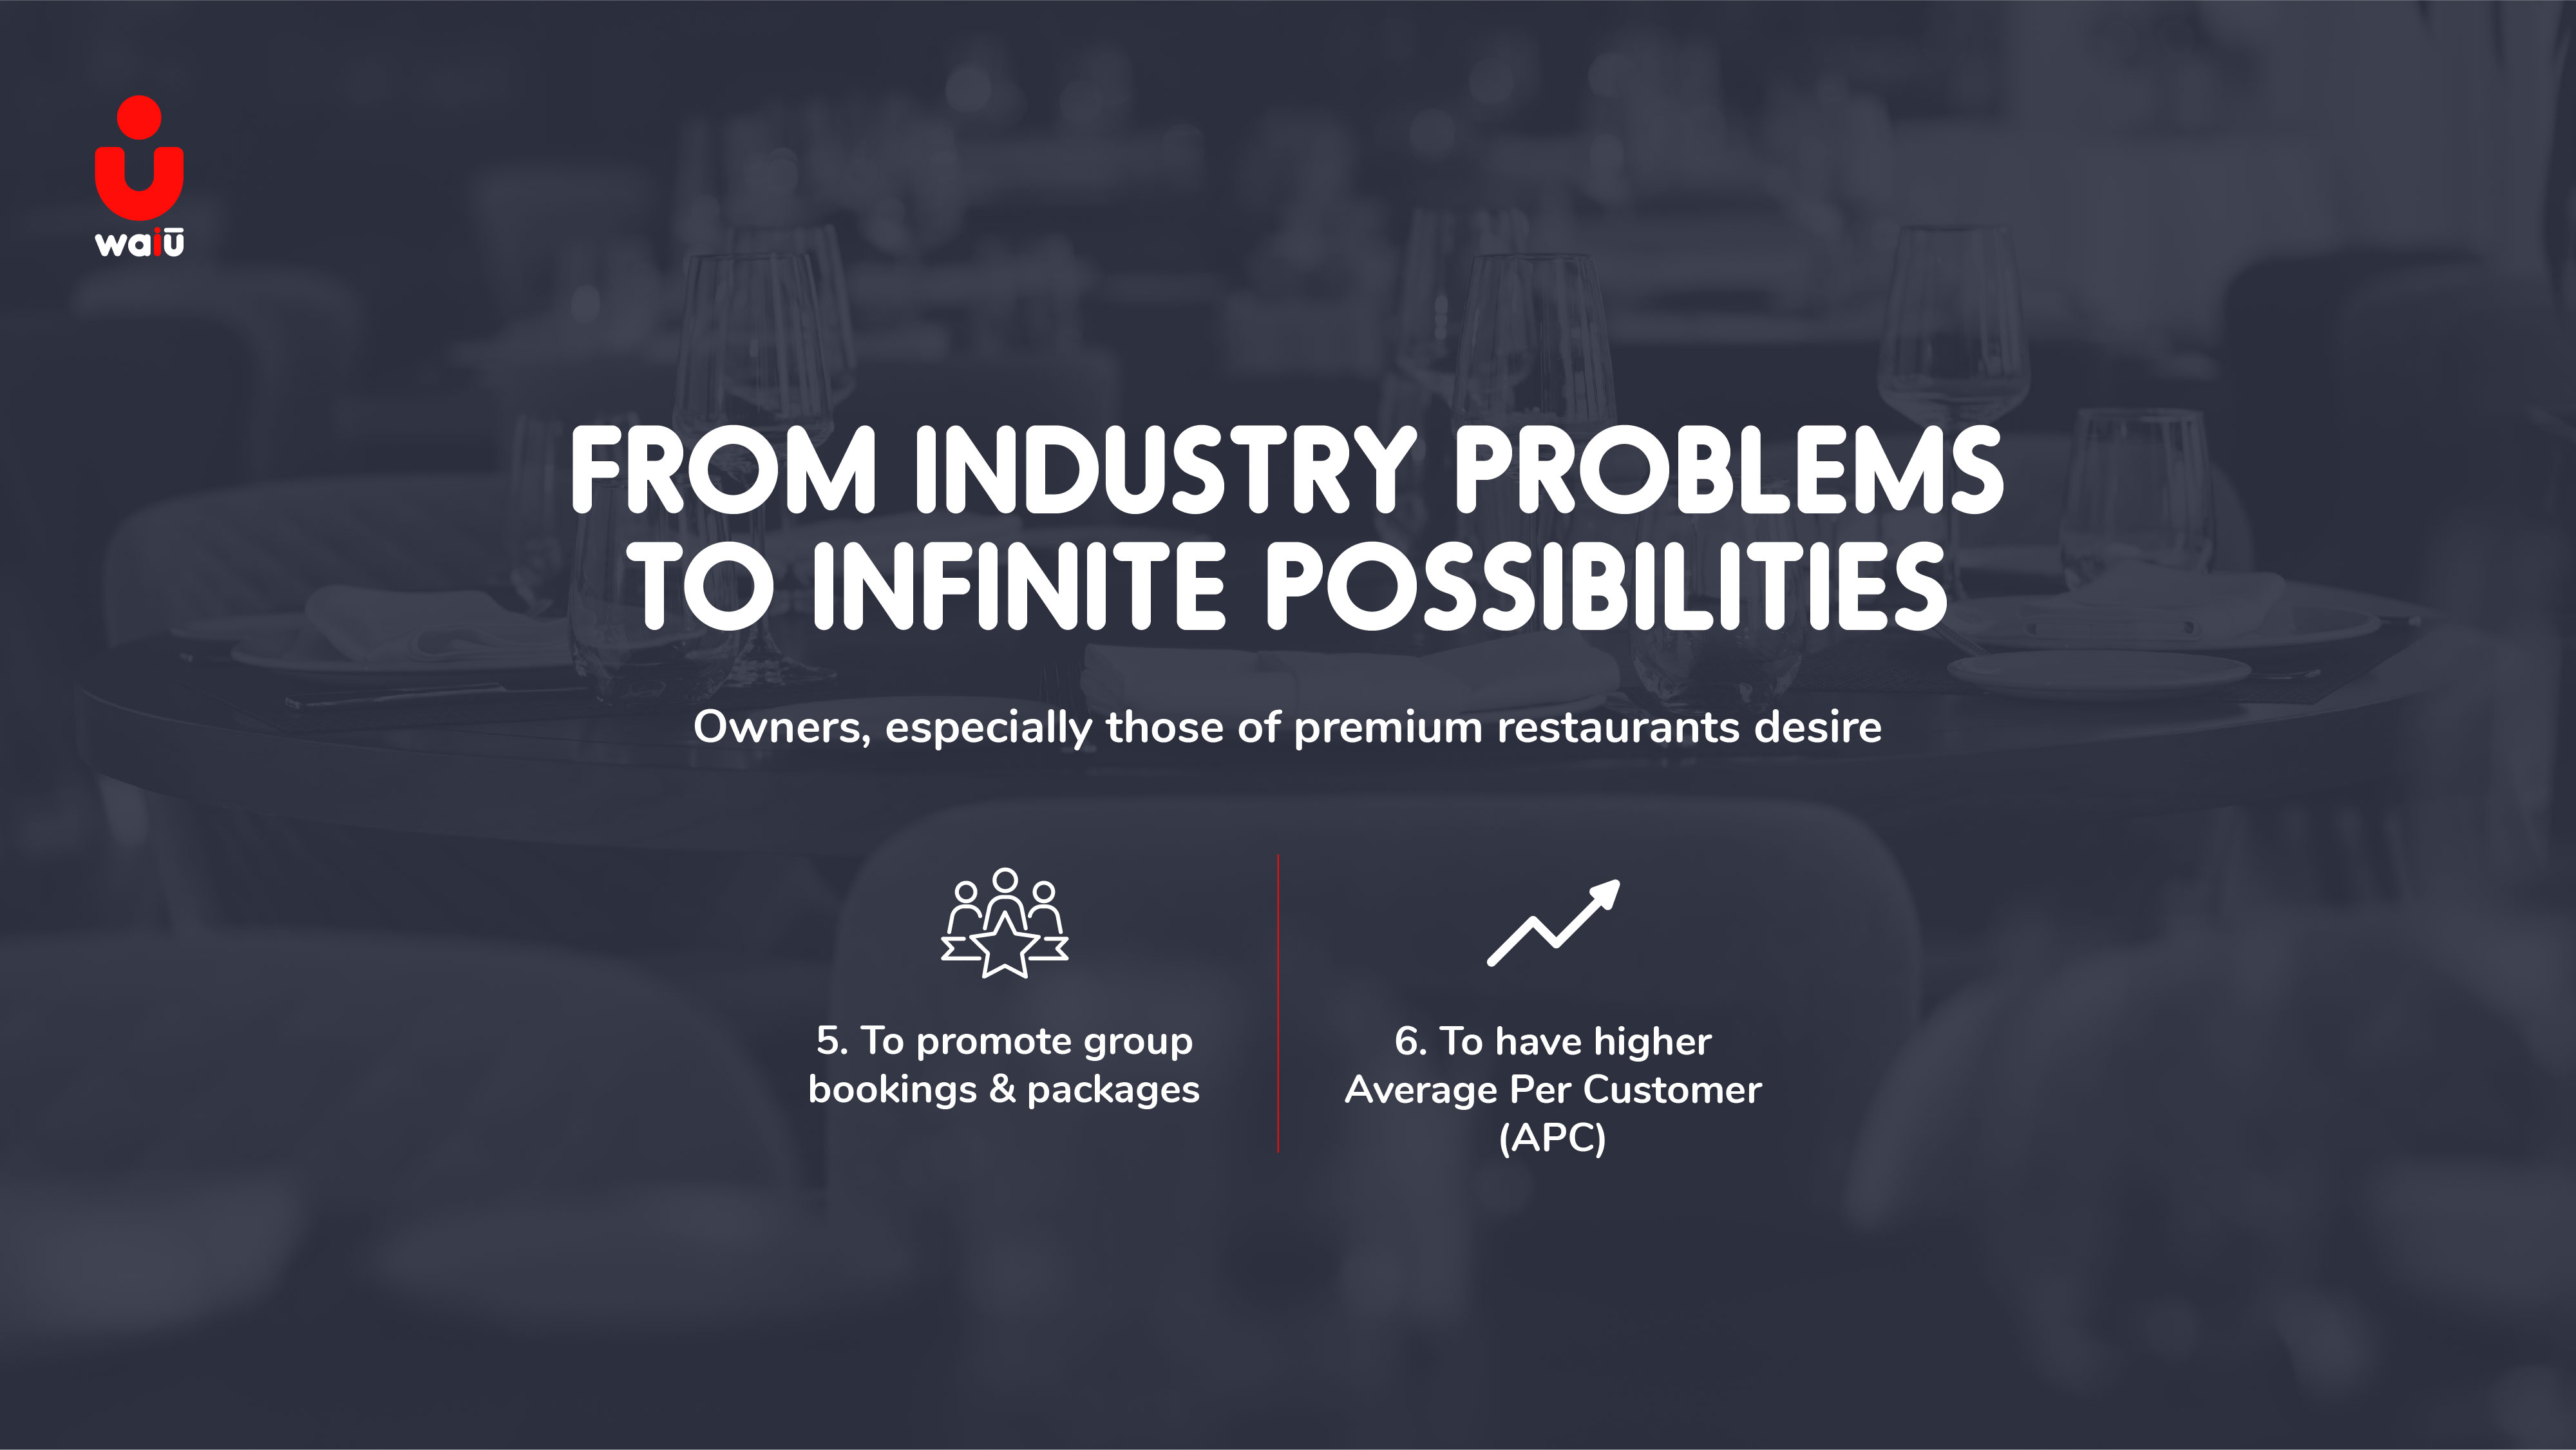 waiū
FROM INDUSTRY PROBLEMS
TO INFINITE POSSIBILITIES
Owners, especially those of premium restaurants desire
5. To promote group
bookings & packages
6. To have higher
Average Per Customer
(APC)